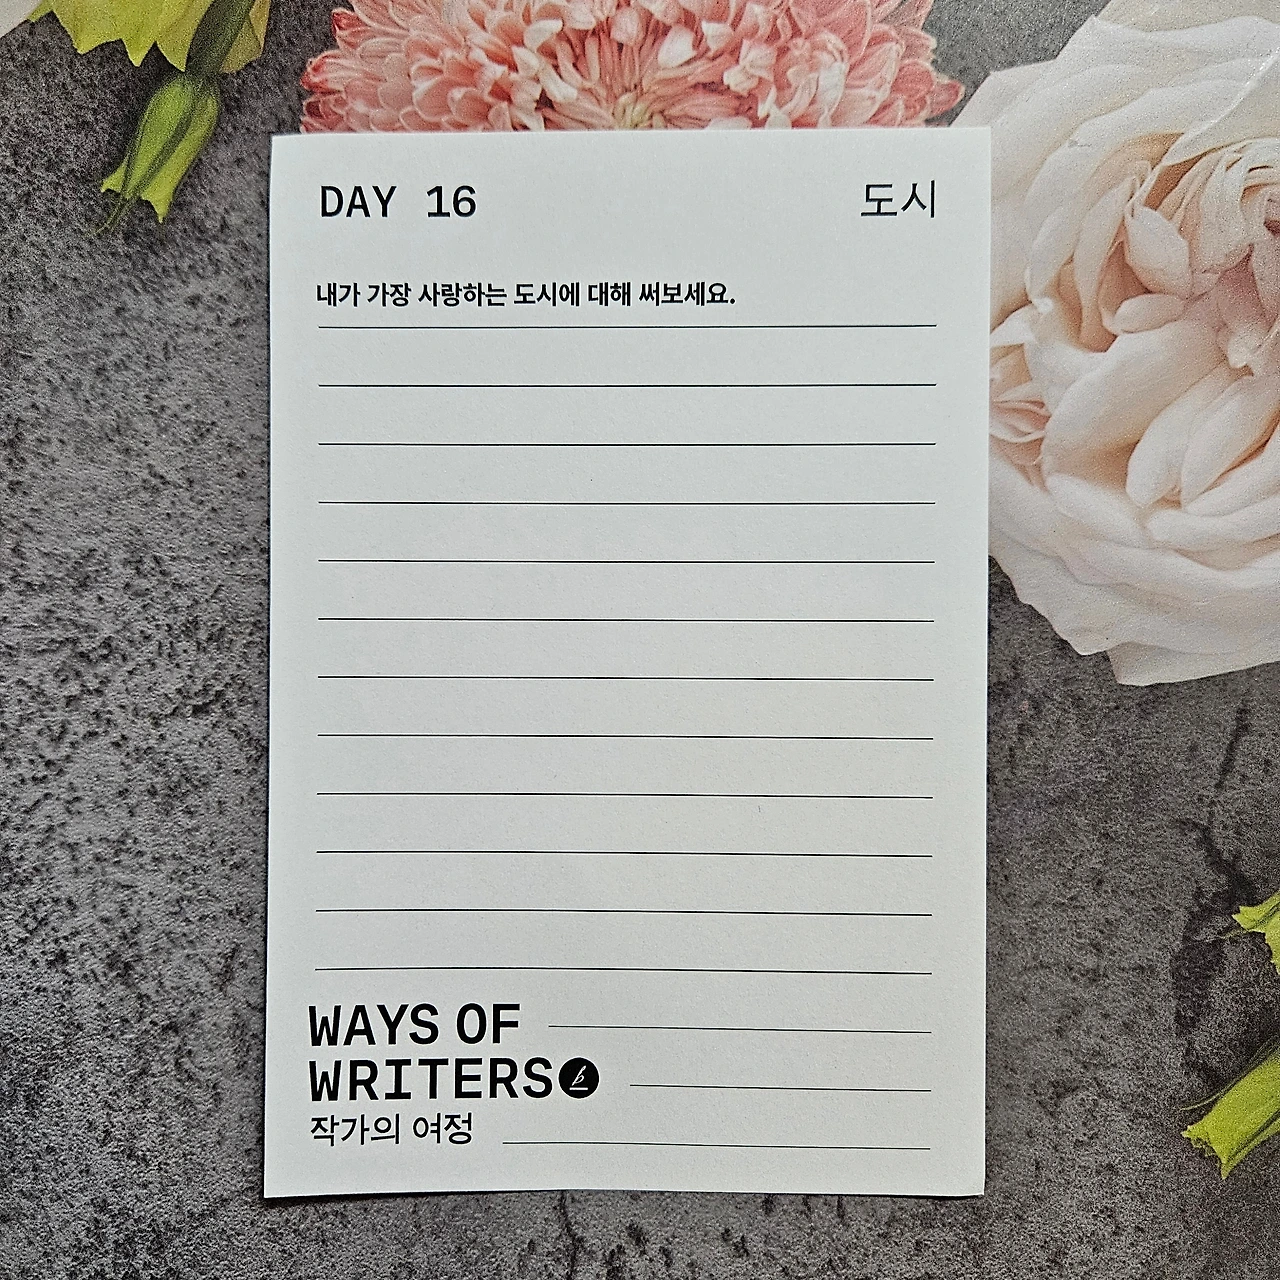 DAY 16 도시
내가 가장 사랑하는 도시에 대해 써보세요.
WAYS OF
WRITERS b
작가의 여정